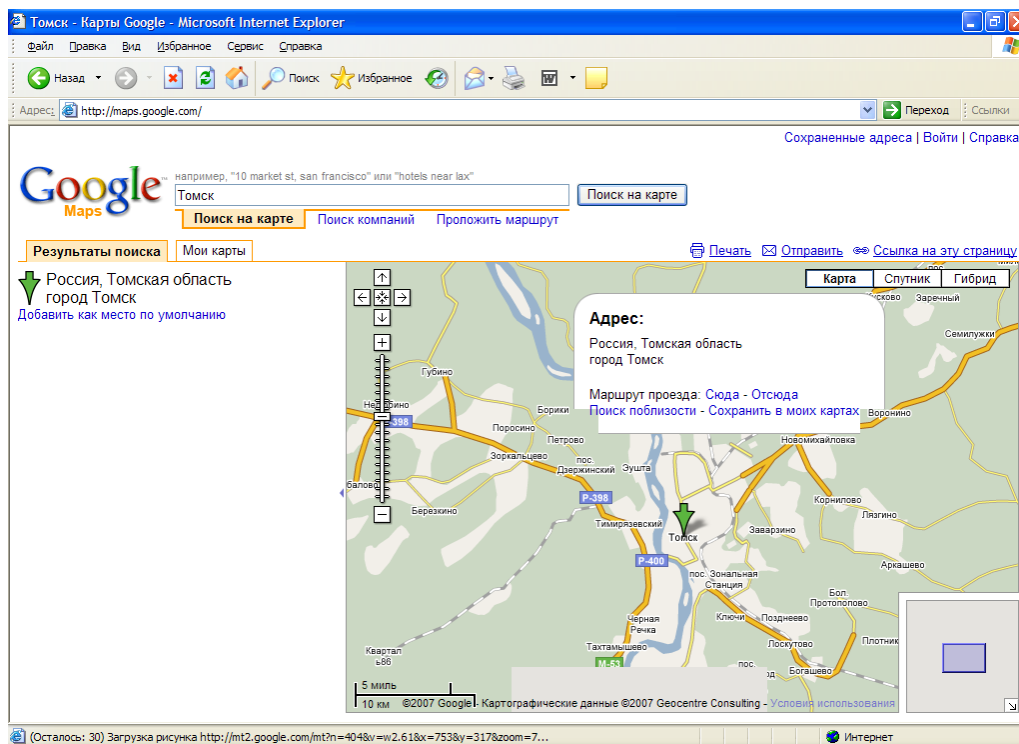 Томск - Карты Google - Microsoft Internet Explorer
Файл Правка Вид Избранное Сервис Справка
Назад Поиск Избранное
Адрес: http://maps.google.com/ Переход Ссылки
Сохраненные адреса | Войти | Справка
Google Maps
например, "10 market st, san francisco" или "hotels near lax"
Томск Поиск на карте
Поиск на карте Поиск компаний Проложить маршрут
Результаты поиска Мои карты Печать Отправить Ссылка на эту страницу
Россия, Томская область
город Томск
Добавить как место по умолчанию
Карта Спутник Гибрид
Заречный
Семилужки
Адрес:
Россия, Томская область
город Томск
Маршрут проезда: Сюда - Отсюда
Поиск поблизости - Сохранить в моих картах
Губино
Борики
Воронино
398
Поросино
Петрово
Новомихайловка
Зоркальцево
пос.
Дзержинский
Эушта
Р-398
Корнилово
Березкино
Тимирязевский
Лязгино
Томск
Заварзино
Р-400
Аркашево
пос. Зональная
Станция
Бол.
Протопопово
Черная
Речка
Ключи
Позднеево
Тахтамышево
Лоскутово
Плотник
Квартал
ь86
М-53
пос.
Богашево
5 миль
10 км
©2007 Google - Картографические данные ©2007 Geocentre Consulting - Условия использования
(Осталось: 30) Загрузка рисунка http://mt2.google.com/mt?n=404&v=w2.61&x=753&y=317&zoom=7... Интернет